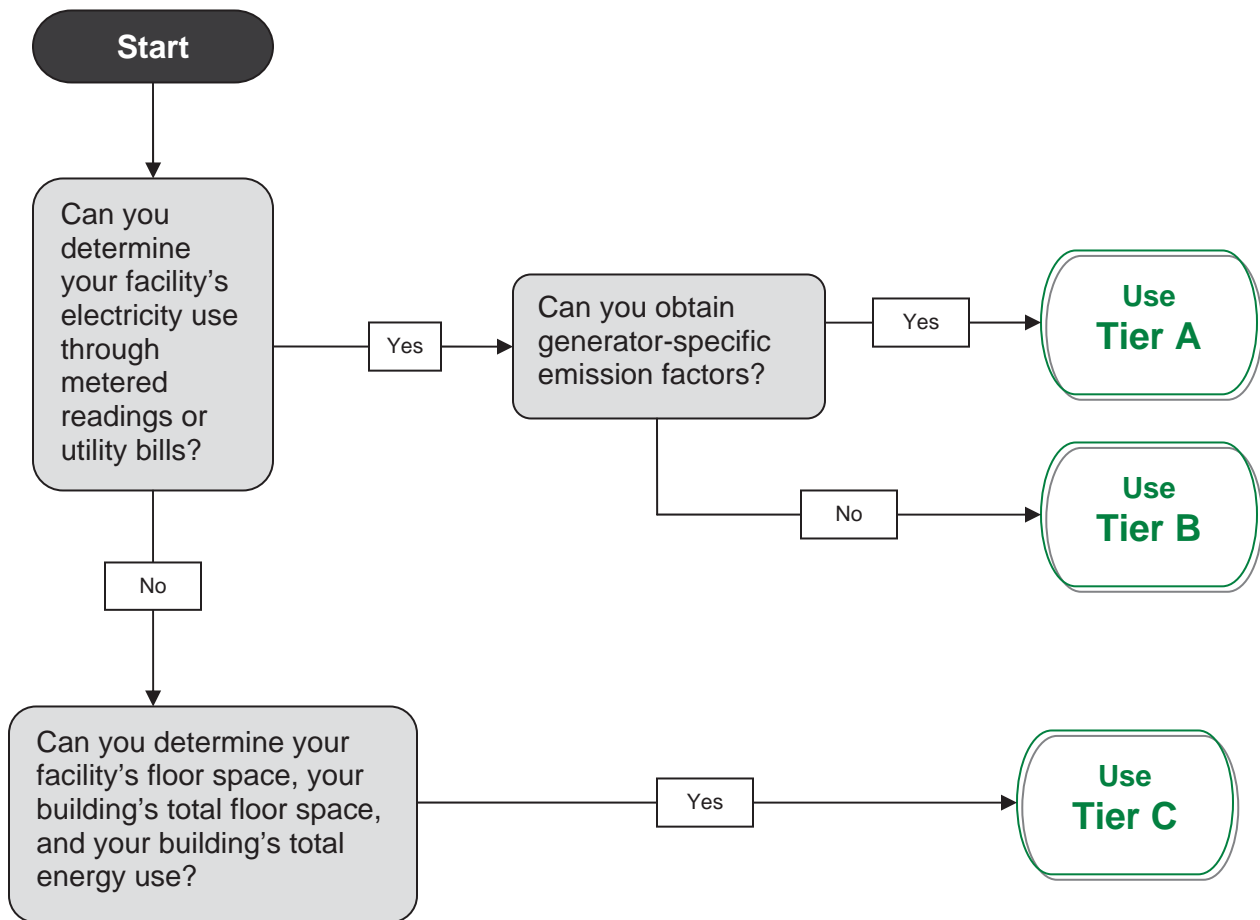 Start
Can you
determine
your facility’s
electricity use
through
metered
readings or
utility bills?
Yes
Can you obtain
generator-specific
emission factors?
Yes
Use
Tier A
No
Use
Tier B
No
Can you determine your
facility’s floor space, your
building’s total floor space,
and your building’s total
energy use?
Yes
Use
Tier C